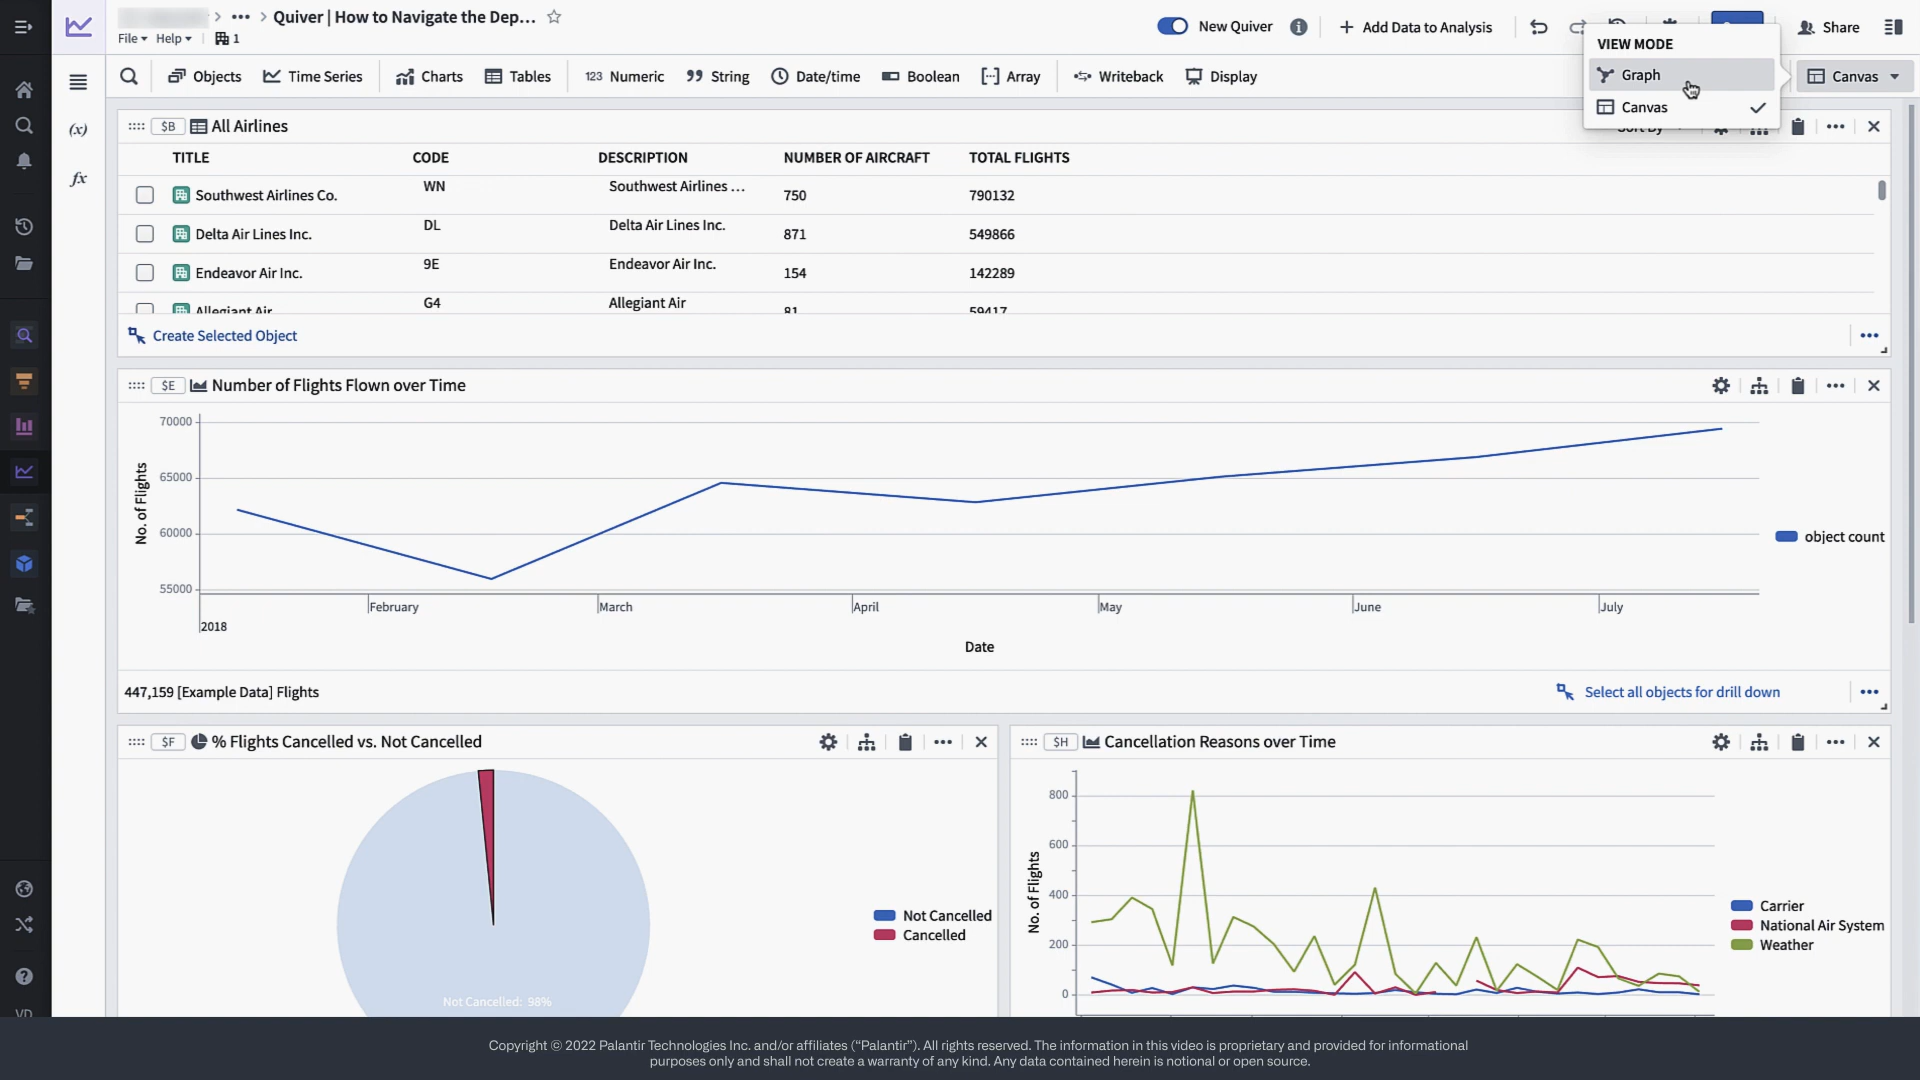 ••• Quiver | How to Navigate the Dep...
File Help 1
New Quiver
Add Data to Analysis
Share
Objects Time Series Charts Tables 123 Numeric String Date/time Boolean Array Writeback Display
VIEW MODE
Graph
Canvas
Canvas
(x)
fx
$B All Airlines
TITLE CODE DESCRIPTION NUMBER OF AIRCRAFT TOTAL FLIGHTS
Southwest Airlines Co. WN Southwest Airlines ... 750 790132
Delta Air Lines Inc. DL Delta Air Lines Inc. 871 549866
Endeavor Air Inc. 9E Endeavor Air Inc. 154 142289
Allegiant Air G4 Allegiant Air 81 59417
Create Selected Object
$E Number of Flights Flown over Time
No. of Flights
70000
65000
60000
55000
February March April May June July
2018
Date
object count
447,159 [Example Data] Flights
Select all objects for drill down
$F % Flights Cancelled vs. Not Cancelled
Not Cancelled
Cancelled
Not Cancelled: 98%
$H Cancellation Reasons over Time
No. of Flights
800
600
400
200
0
Carrier
National Air System
Weather
Copyright © 2022 Palantir Technologies Inc. and/or affiliates (“Palantir”). All rights reserved. The information in this video is proprietary and provided for informational
purposes only and shall not create a warranty of any kind. Any data contained herein is notional or open source.